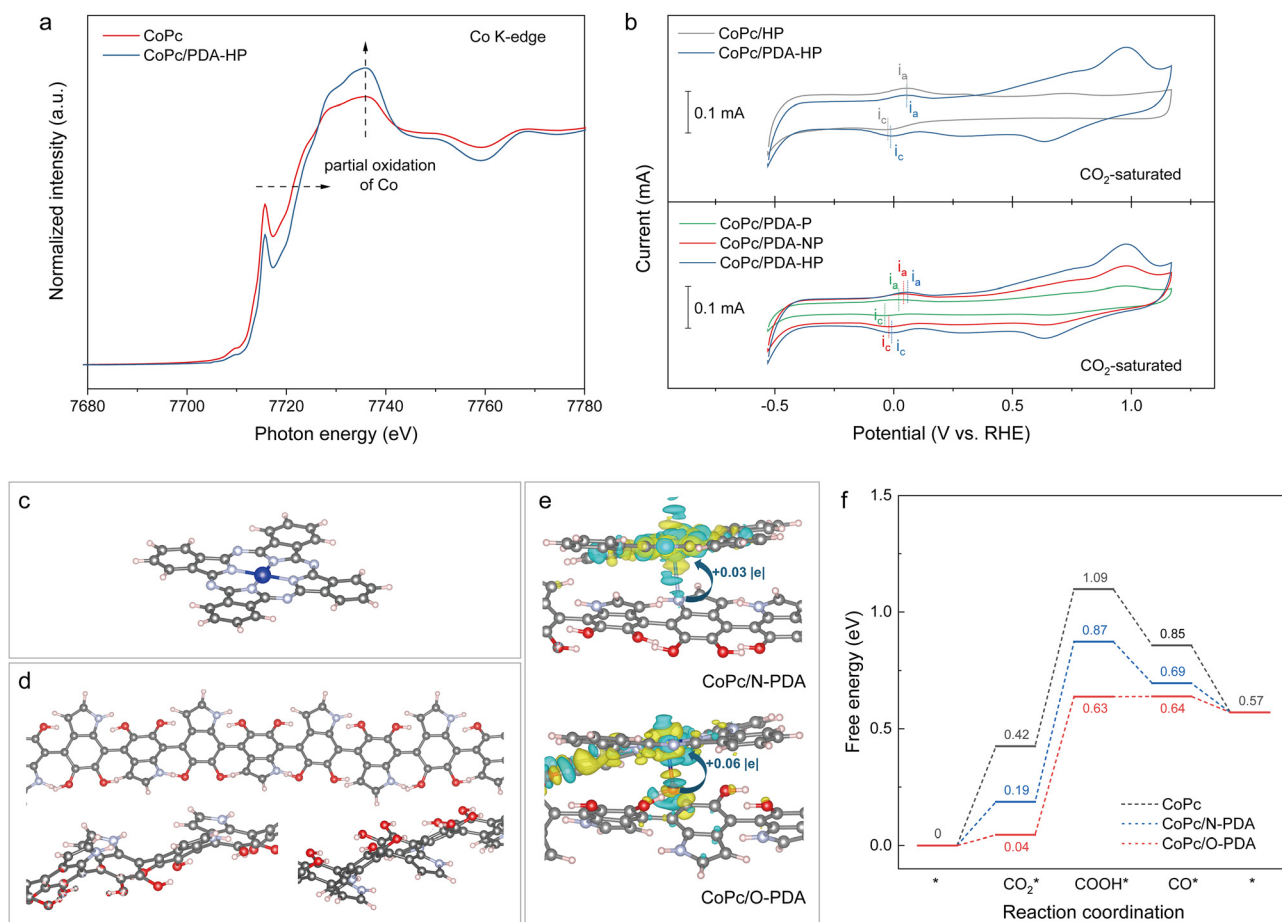 a
CoPc
CoPc/PDA-HP
Co K-edge
partial oxidation
of Co
Normalized intensity (a.u.)
7680 7700 7720 7740 7760 7780
Photon energy (eV)
b
CoPc/HP
CoPc/PDA-HP
0.1 mA
iₐ
iₐ
i꜀
i꜀
CO₂-saturated
CoPc/PDA-P
CoPc/PDA-NP
CoPc/PDA-HP
0.1 mA
iₐ
iₐ iₐ
i꜀
i꜀ i꜀
CO₂-saturated
Current (mA)
-0.5 0.0 0.5 1.0
Potential (V vs. RHE)
c
d
e
+0.03 |e|
CoPc/N-PDA
+0.06 |e|
CoPc/O-PDA
f
1.5
1.0
0.5
0.0
Free energy (eV)
1.09
0.87
0.85
0.69
0.63
0.64
0.57
0.42
0.19
0
0.04
CoPc
CoPc/N-PDA
CoPc/O-PDA
* CO₂* COOH* CO* *
Reaction coordination